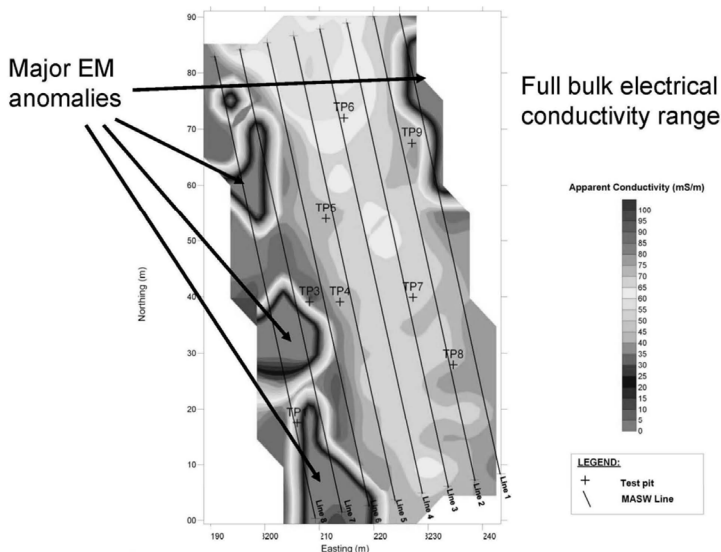 Major EM
anomalies
Full bulk electrical
conductivity range
Apparent Conductivity (mS/m)
100
95
90
85
80
75
70
65
60
55
50
45
40
35
30
25
20
15
10
5
0
LEGEND:
Test pit
MASW Line
Northing (m)
90
80
70
60
50
40
30
20
10
00
TP6
TP9
TP5
TP3
TP4
TP7
TP8
Line 8
Line 7
Line 6
Line 5
Line 4
Line 3
Line 2
Line 1
190
3200
210
220
3230
240
Easting (m)